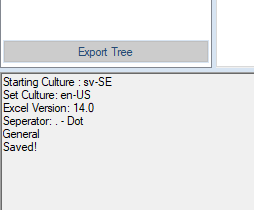 Export Tree
Starting Culture : sv-SE
Set Culture: en-US
Excel Version: 14.0
Seperator: . - Dot
General
Saved!